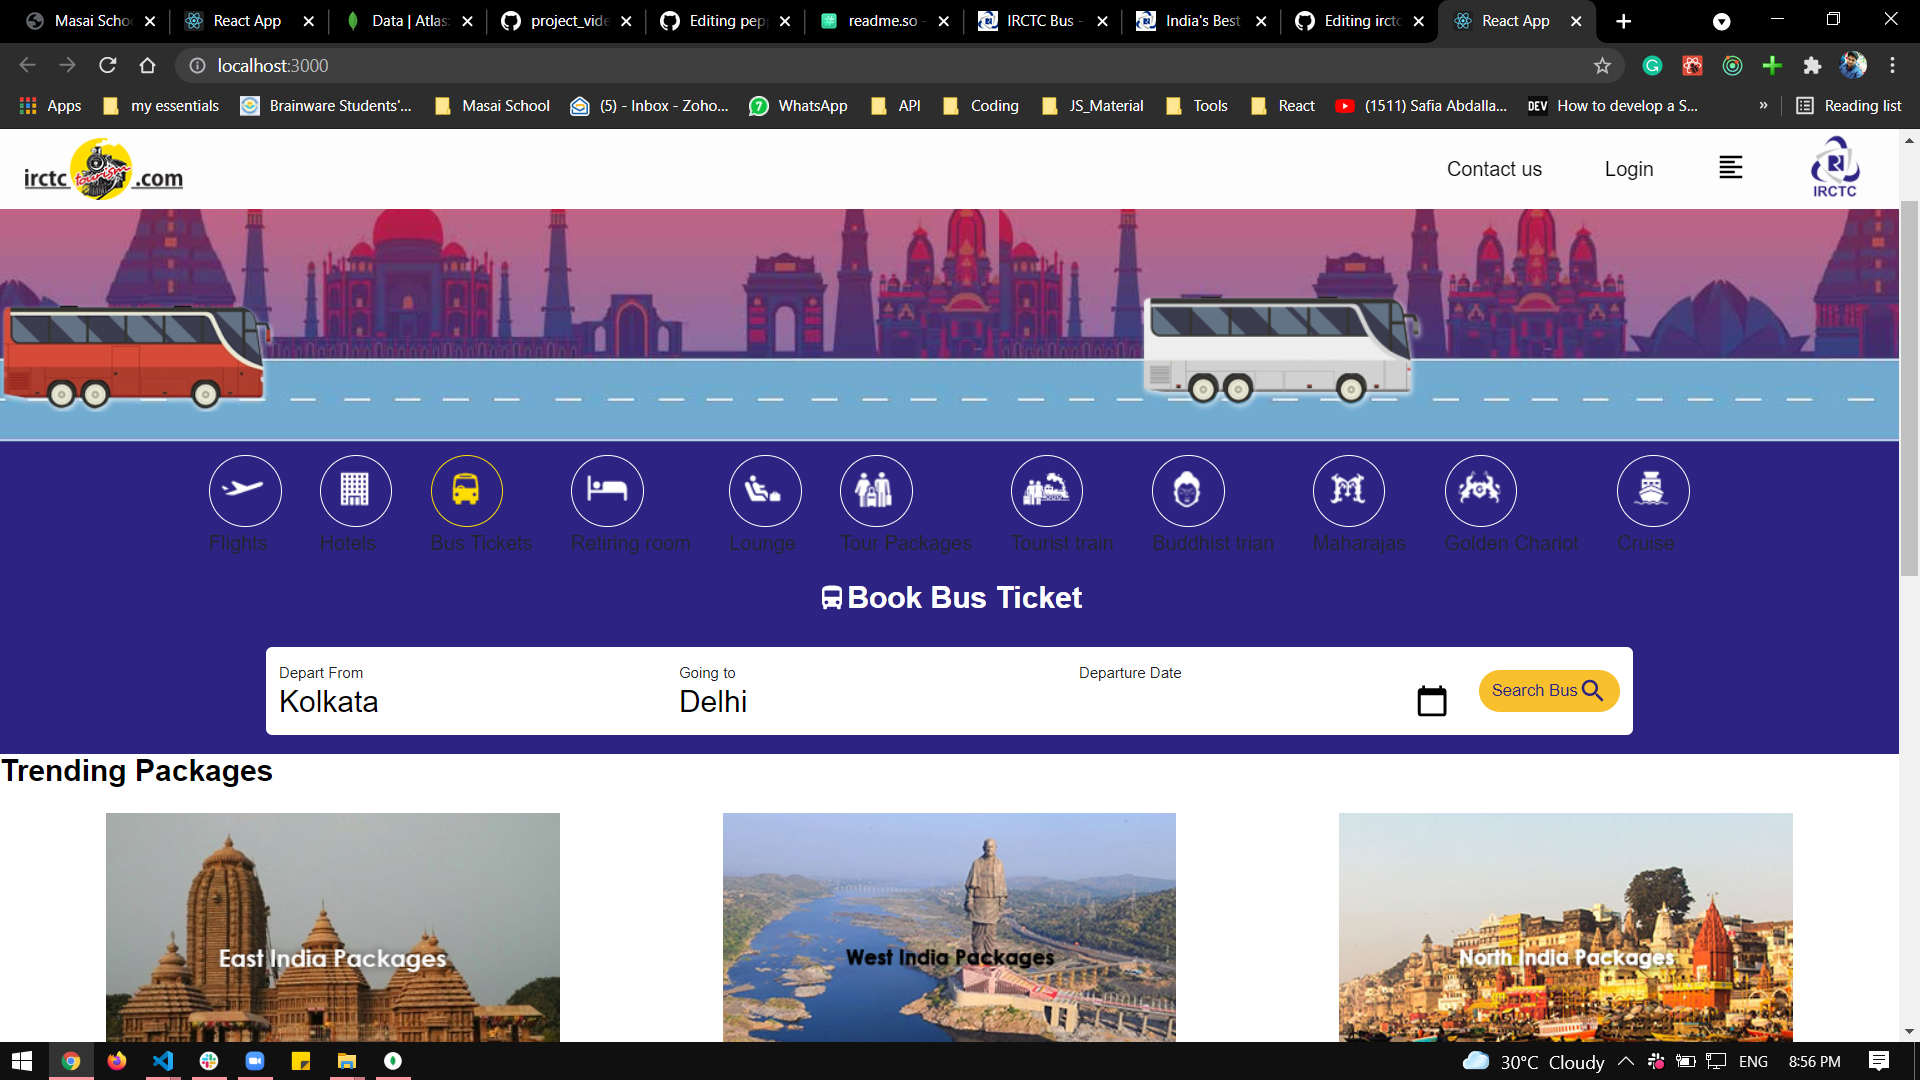 Masai Schoo
React App
Data | Atlas:
project_vide
Editing pepp
readme.so -
IRCTC Bus -
India's Best
Editing irctc
React App
localhost:3000
Apps
my essentials
Brainware Students'...
Masai School
(5) - Inbox - Zoho...
WhatsApp
API
Coding
JS_Material
Tools
React
(1511) Safia Abdalla...
DEV
How to develop a S...
»
Reading list
irctc tourism .com
Contact us
Login
IRCTC
Flights
Hotels
Bus Tickets
Retiring room
Lounge
Tour Packages
Tourist train
Buddhist trian
Maharajas
Golden Chariot
Cruise
Book Bus Ticket
Depart From
Kolkata
Going to
Delhi
Departure Date
Search Bus
Trending Packages
East India Packages
West India Packages
North India Packages
30°C Cloudy
ENG
8:56 PM